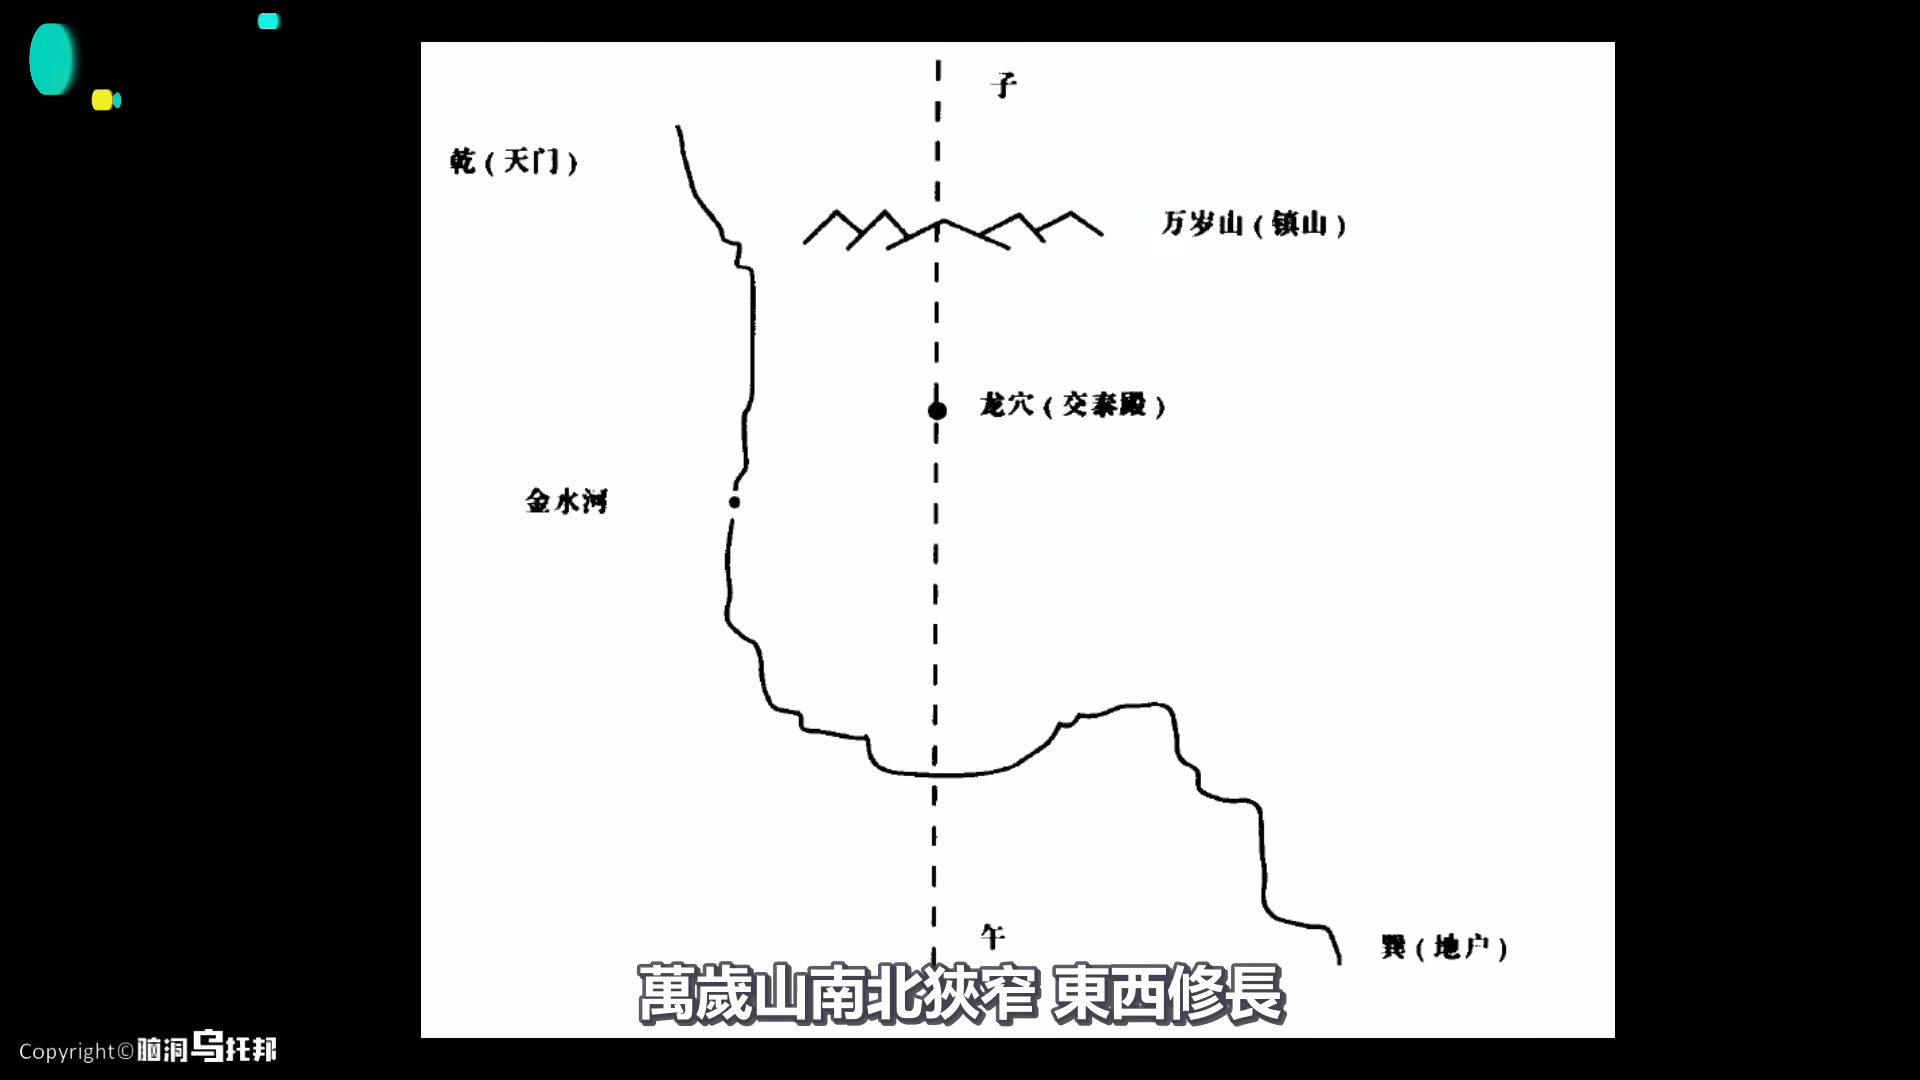 子
乾(天门)
万岁山(镇山)
龙穴(交泰殿)
金水河
午
巽(地户)
萬歲山南北狹窄 東西修長
Copyright©脑洞乌托邦